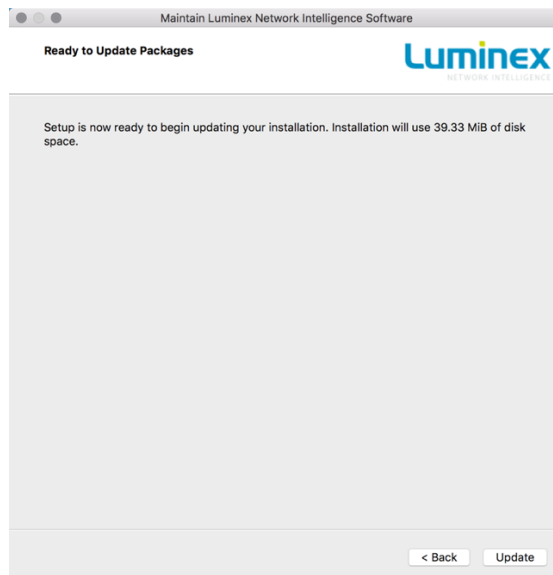 Maintain Luminex Network Intelligence Software
Ready to Update Packages
Luminex
NETWORK INTELLIGENCE
Setup is now ready to begin updating your installation. Installation will use 39.33 MiB of disk
space.
< Back
Update